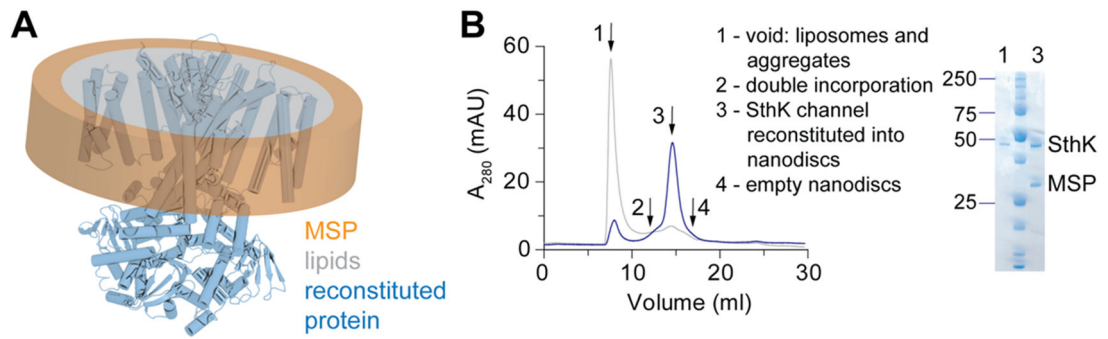 A
MSP
lipids
reconstituted
protein
B
60
40
20
0
A280 (mAU)
0
10
20
30
Volume (ml)
1
2
3
4
1 - void: liposomes and
aggregates
2 - double incorporation
3 - SthK channel
reconstituted into
nanodiscs
4 - empty nanodiscs
1 3
250
75
50
25
SthK
MSP